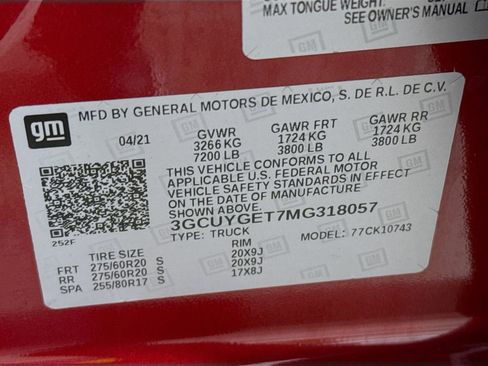 MAX TONGUE WEIGHT:
SEE OWNER'S MANUAL
gm
MFD BY GENERAL MOTORS DE MEXICO, S. DE R.L. DE C.V.
04/21 GVWR GAWR FRT GAWR RR
3266 KG 1724 KG 1724 KG
7200 LB 3800 LB 3800 LB
THIS VEHICLE CONFORMS TO ALL
APPLICABLE U.S. FEDERAL MOTOR
VEHICLE SAFETY STANDARDS IN EFFECT
ON THE DATE OF MANUFACTURE
SHOWN ABOVE.
3GCUYGET7MG318057
252F
TYPE: TRUCK MODEL: 77CK10743
TIRE SIZE RIM
FRT 275/60R20 S 20X9J
RR 275/60R20 S 20X9J
SPA 255/80R17 S 17X8J